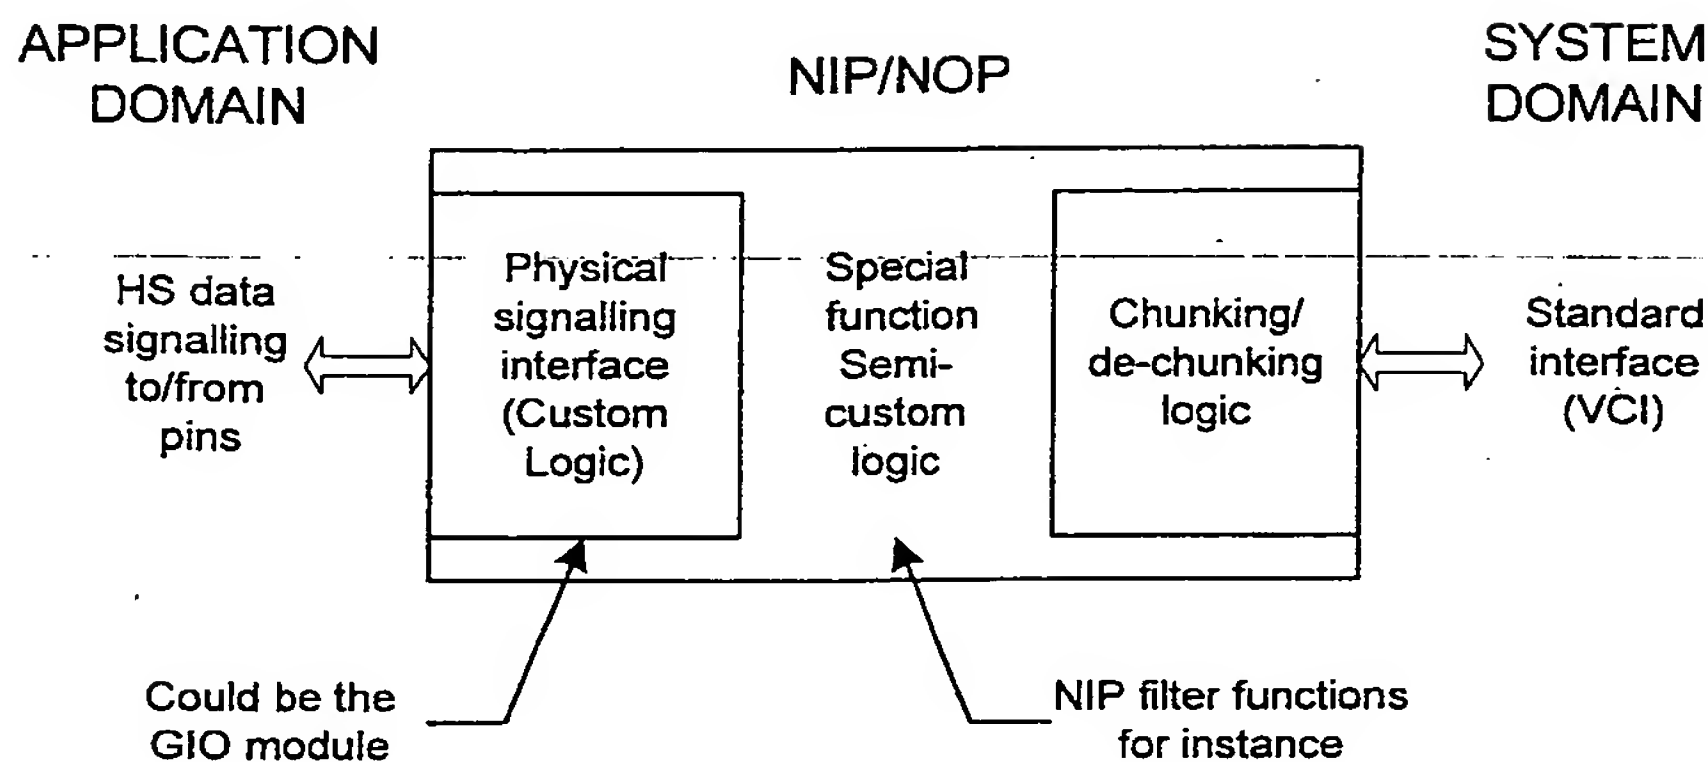 APPLICATION
DOMAIN
NIP/NOP
SYSTEM
DOMAIN
HS data
signalling
to/from
pins
Physical
signalling
interface
(Custom
Logic)
Special
function
Semi-
custom
logic
Chunking/
de-chunking
logic
Standard
interface
(VCI)
Could be the
GIO module
NIP filter functions
for instance